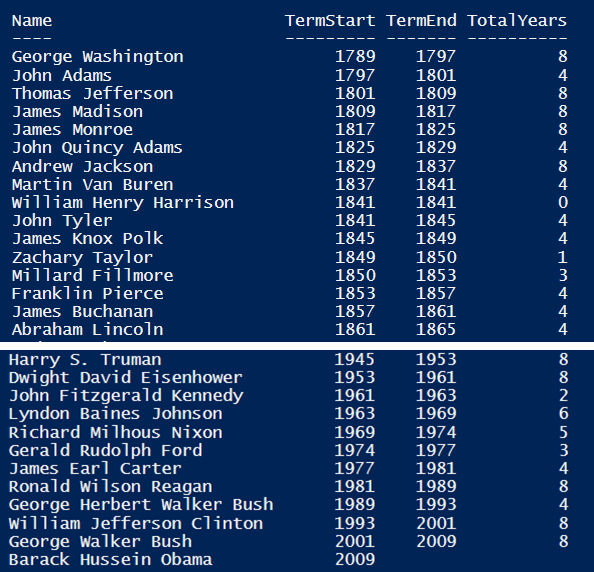 Name TermStart TermEnd TotalYears
---- --------- ------- ----------
George Washington 1789 1797 8
John Adams 1797 1801 4
Thomas Jefferson 1801 1809 8
James Madison 1809 1817 8
James Monroe 1817 1825 8
John Quincy Adams 1825 1829 4
Andrew Jackson 1829 1837 8
Martin Van Buren 1837 1841 4
William Henry Harrison 1841 1841 0
John Tyler 1841 1845 4
James Knox Polk 1845 1849 4
Zachary Taylor 1849 1850 1
Millard Fillmore 1850 1853 3
Franklin Pierce 1853 1857 4
James Buchanan 1857 1861 4
Abraham Lincoln 1861 1865 4
Harry S. Truman 1945 1953 8
Dwight David Eisenhower 1953 1961 8
John Fitzgerald Kennedy 1961 1963 2
Lyndon Baines Johnson 1963 1969 6
Richard Milhous Nixon 1969 1974 5
Gerald Rudolph Ford 1974 1977 3
James Earl Carter 1977 1981 4
Ronald Wilson Reagan 1981 1989 8
George Herbert Walker Bush 1989 1993 4
William Jefferson Clinton 1993 2001 8
George Walker Bush 2001 2009 8
Barack Hussein Obama 2009